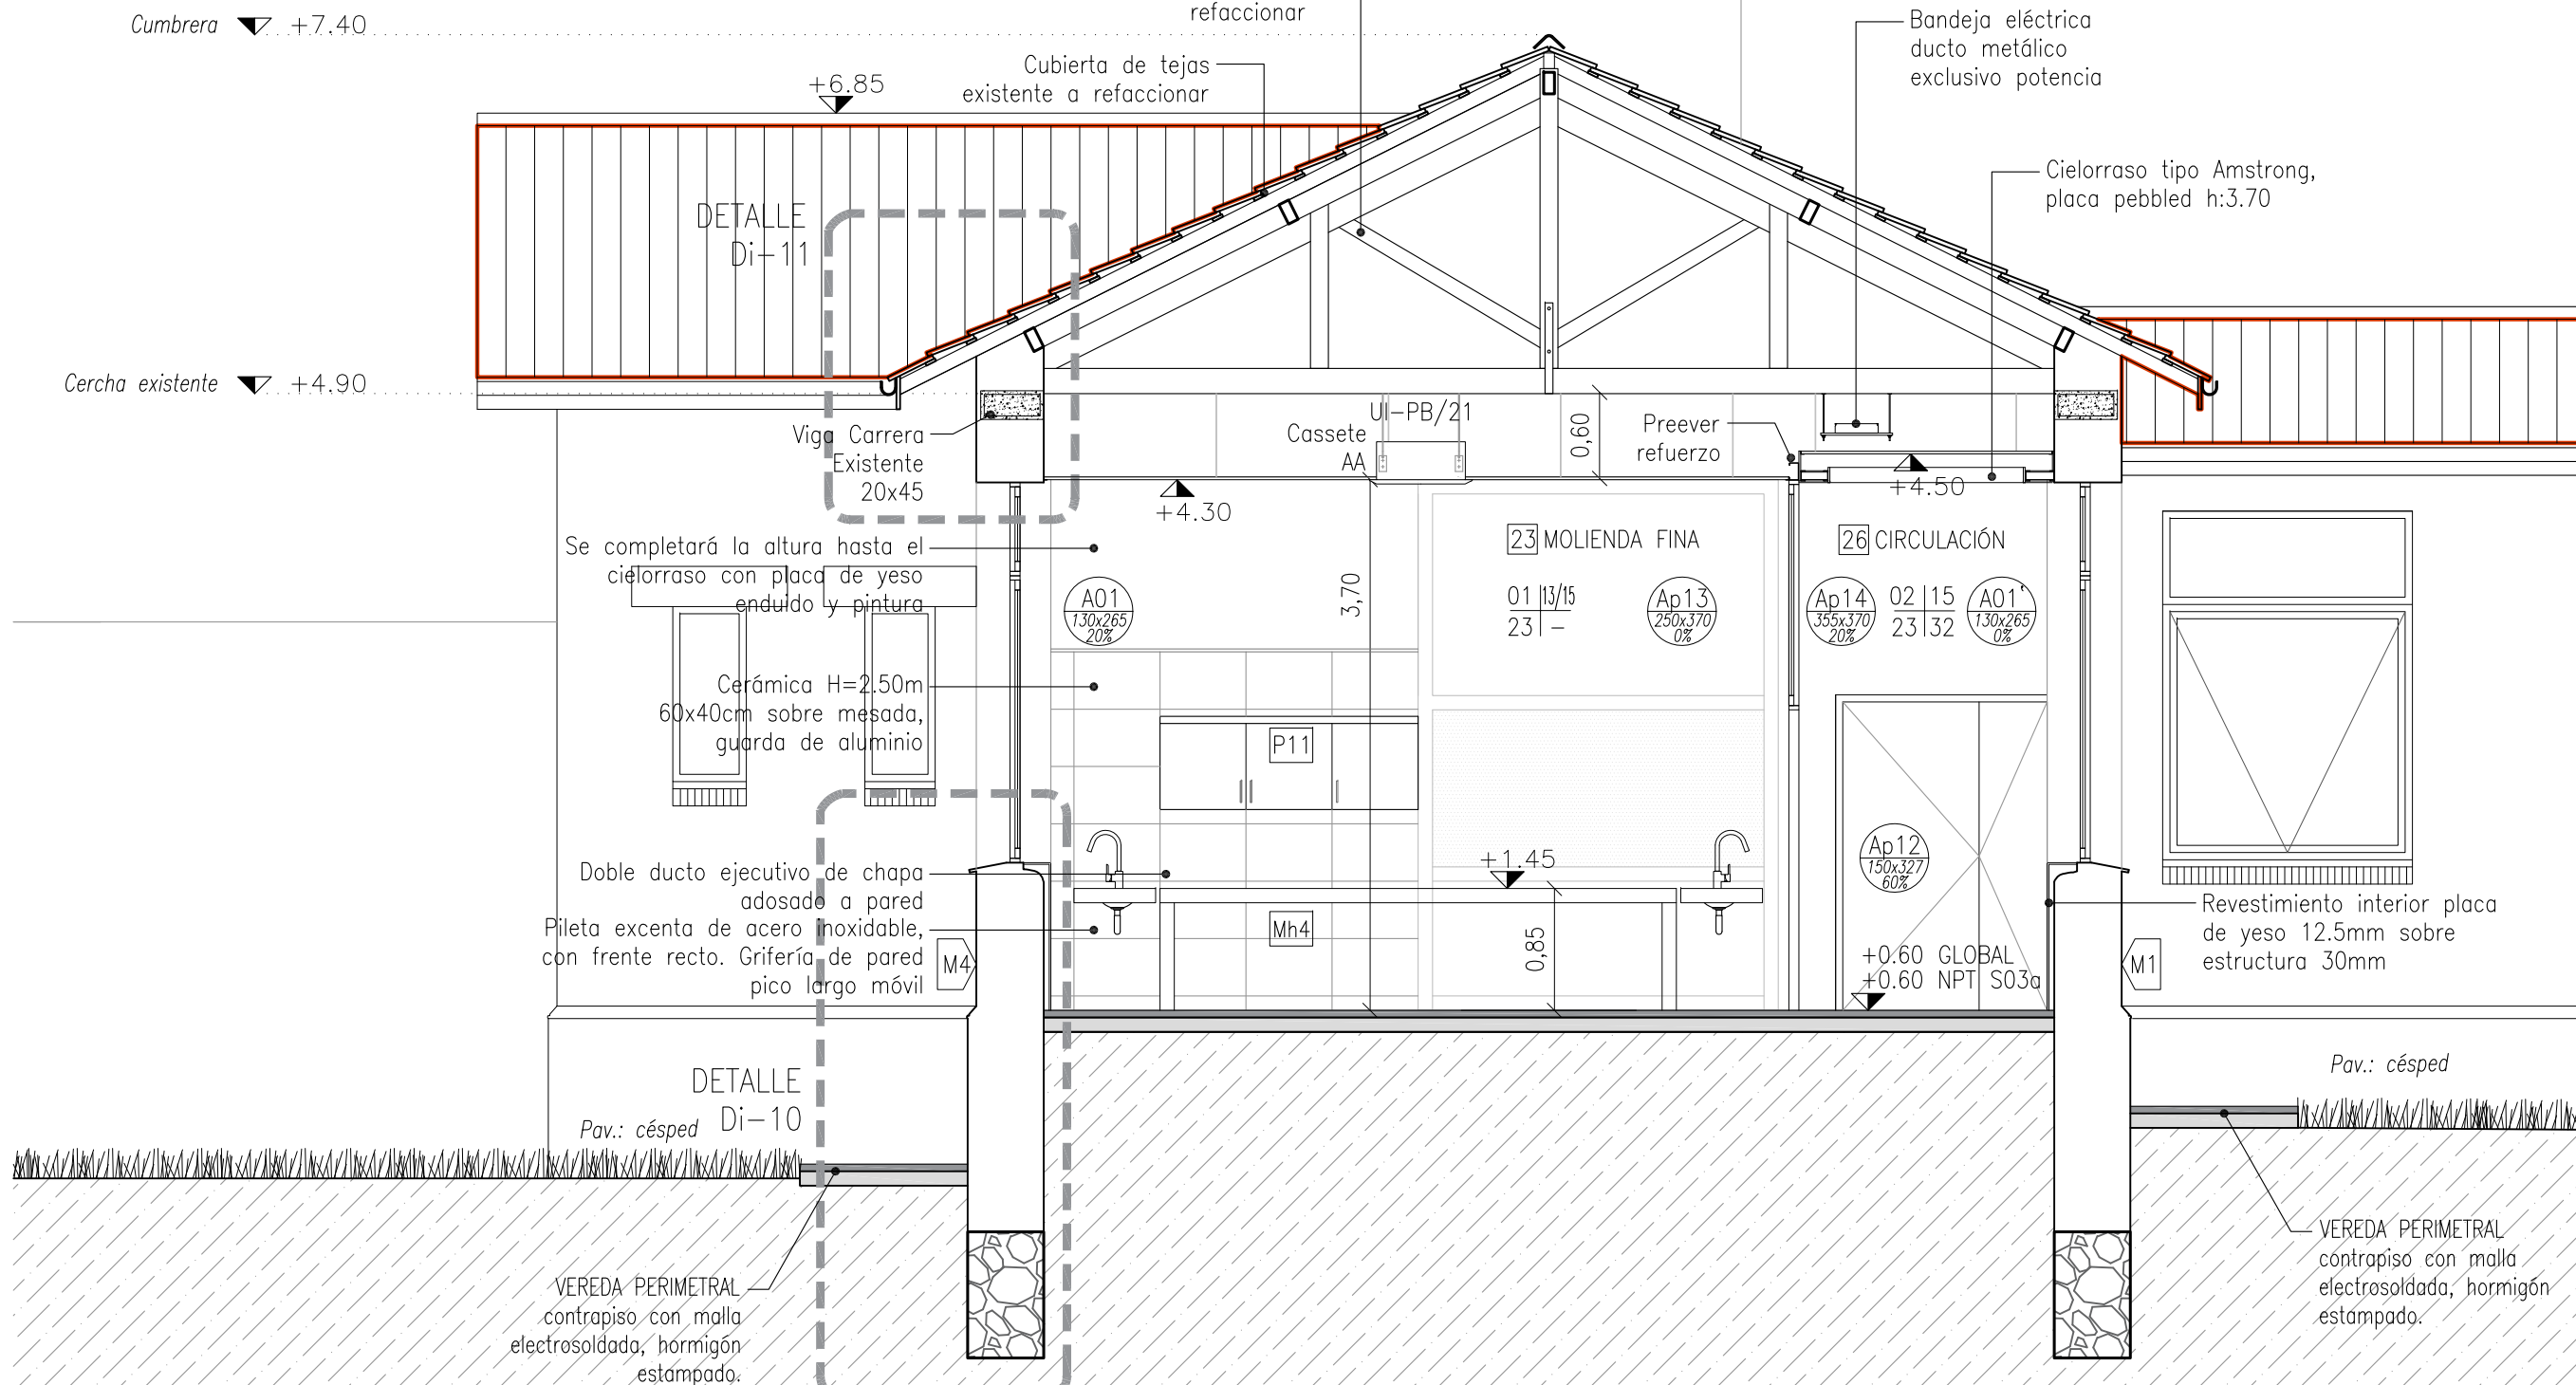 refaccionar
Cumbrera +7.40
Bandeja eléctrica
ducto metálico
exclusivo potencia
Cubierta de tejas
existente a refaccionar
+6.85
Cielorraso tipo Amstrong,
placa pebbled h:3.70
DETALLE
Di-11
Cercha existente +4.90
Viga Carrera
Existente
20x45
UI-PB/21
Cassete
AA
0,60
Preever
refuerzo
+4.30
+4.50
Se completará la altura hasta el
cielorraso con placa de yeso
enduido y pintura
23 MOLIENDA FINA
26 CIRCULACIÓN
3,70
A01
130x265
20%
01 13/15
23 -
Ap13
250x370
0%
Ap14
355x370
20%
02 15
23 32
A01'
130x265
0%
Cerámica H=2.50m
60x40cm sobre mesada,
guarda de aluminio
P11
Doble ducto ejecutivo de chapa
adosado a pared
+1.45
Ap12
150x327
60%
Pileta excenta de acero inoxidable,
con frente recto. Grifería de pared
pico largo móvil
M4
Mh4
0,85
+0.60 GLOBAL
+0.60 NPT S03a
Revestimiento interior placa
de yeso 12.5mm sobre
estructura 30mm
M1
DETALLE
Di-10
Pav.: césped
Pav.: césped
VEREDA PERIMETRAL
contrapiso con malla
electrosoldada, hormigón
estampado.
VEREDA PERIMETRAL
contrapiso con malla
electrosoldada, hormigón
estampado.